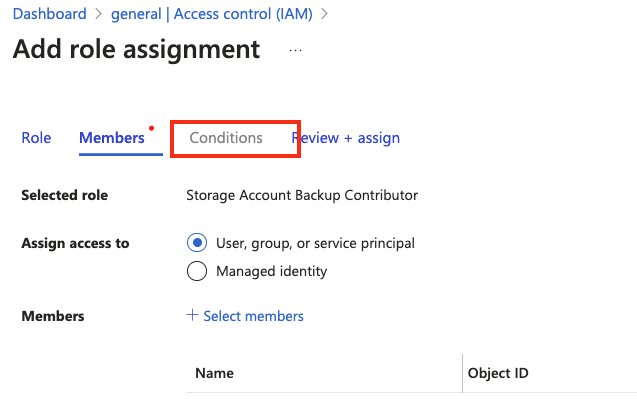 Dashboard > general | Access control (IAM) >
Add role assignment ...
Role Members Conditions Review + assign
Selected role Storage Account Backup Contributor
Assign access to User, group, or service principal
Managed identity
Members + Select members
Name Object ID